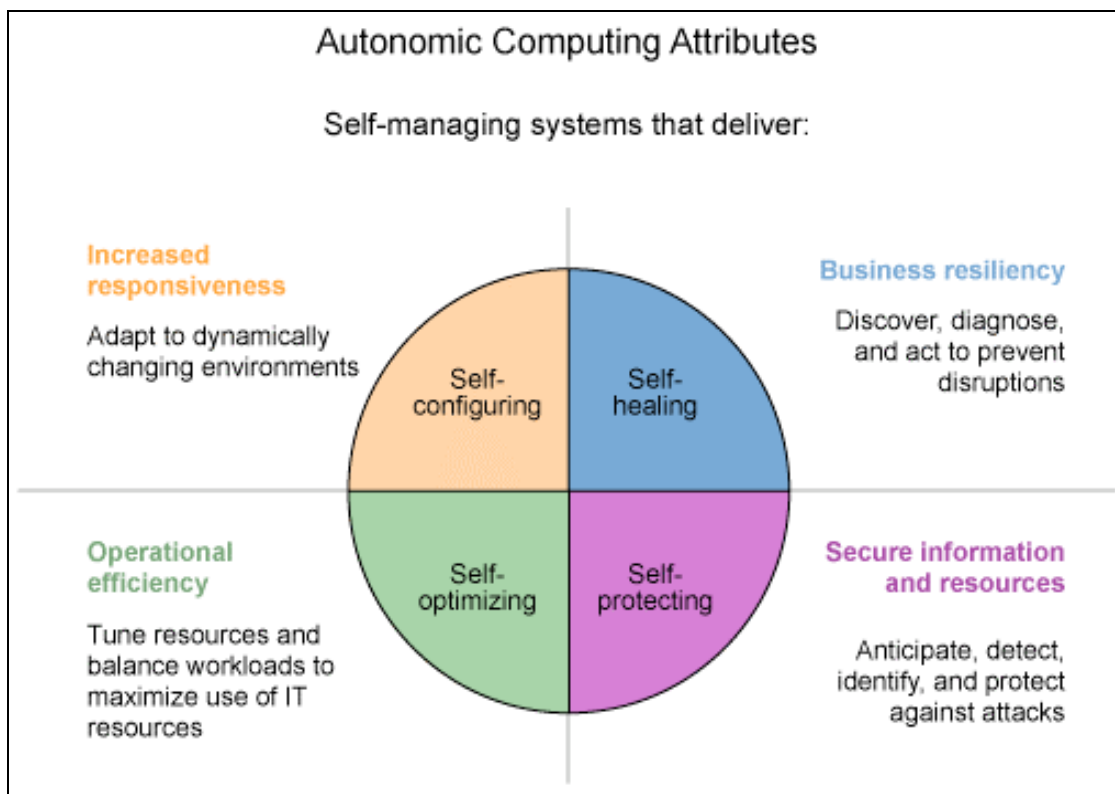 Autonomic Computing Attributes
Self-managing systems that deliver:
Increased
responsiveness
Adapt to dynamically
changing environments
Self-
configuring
Self-
healing
Business resiliency
Discover, diagnose,
and act to prevent
disruptions
Operational
efficiency
Tune resources and
balance workloads to
maximize use of IT
resources
Self-
optimizing
Self-
protecting
Secure information
and resources
Anticipate, detect,
identify, and protect
against attacks